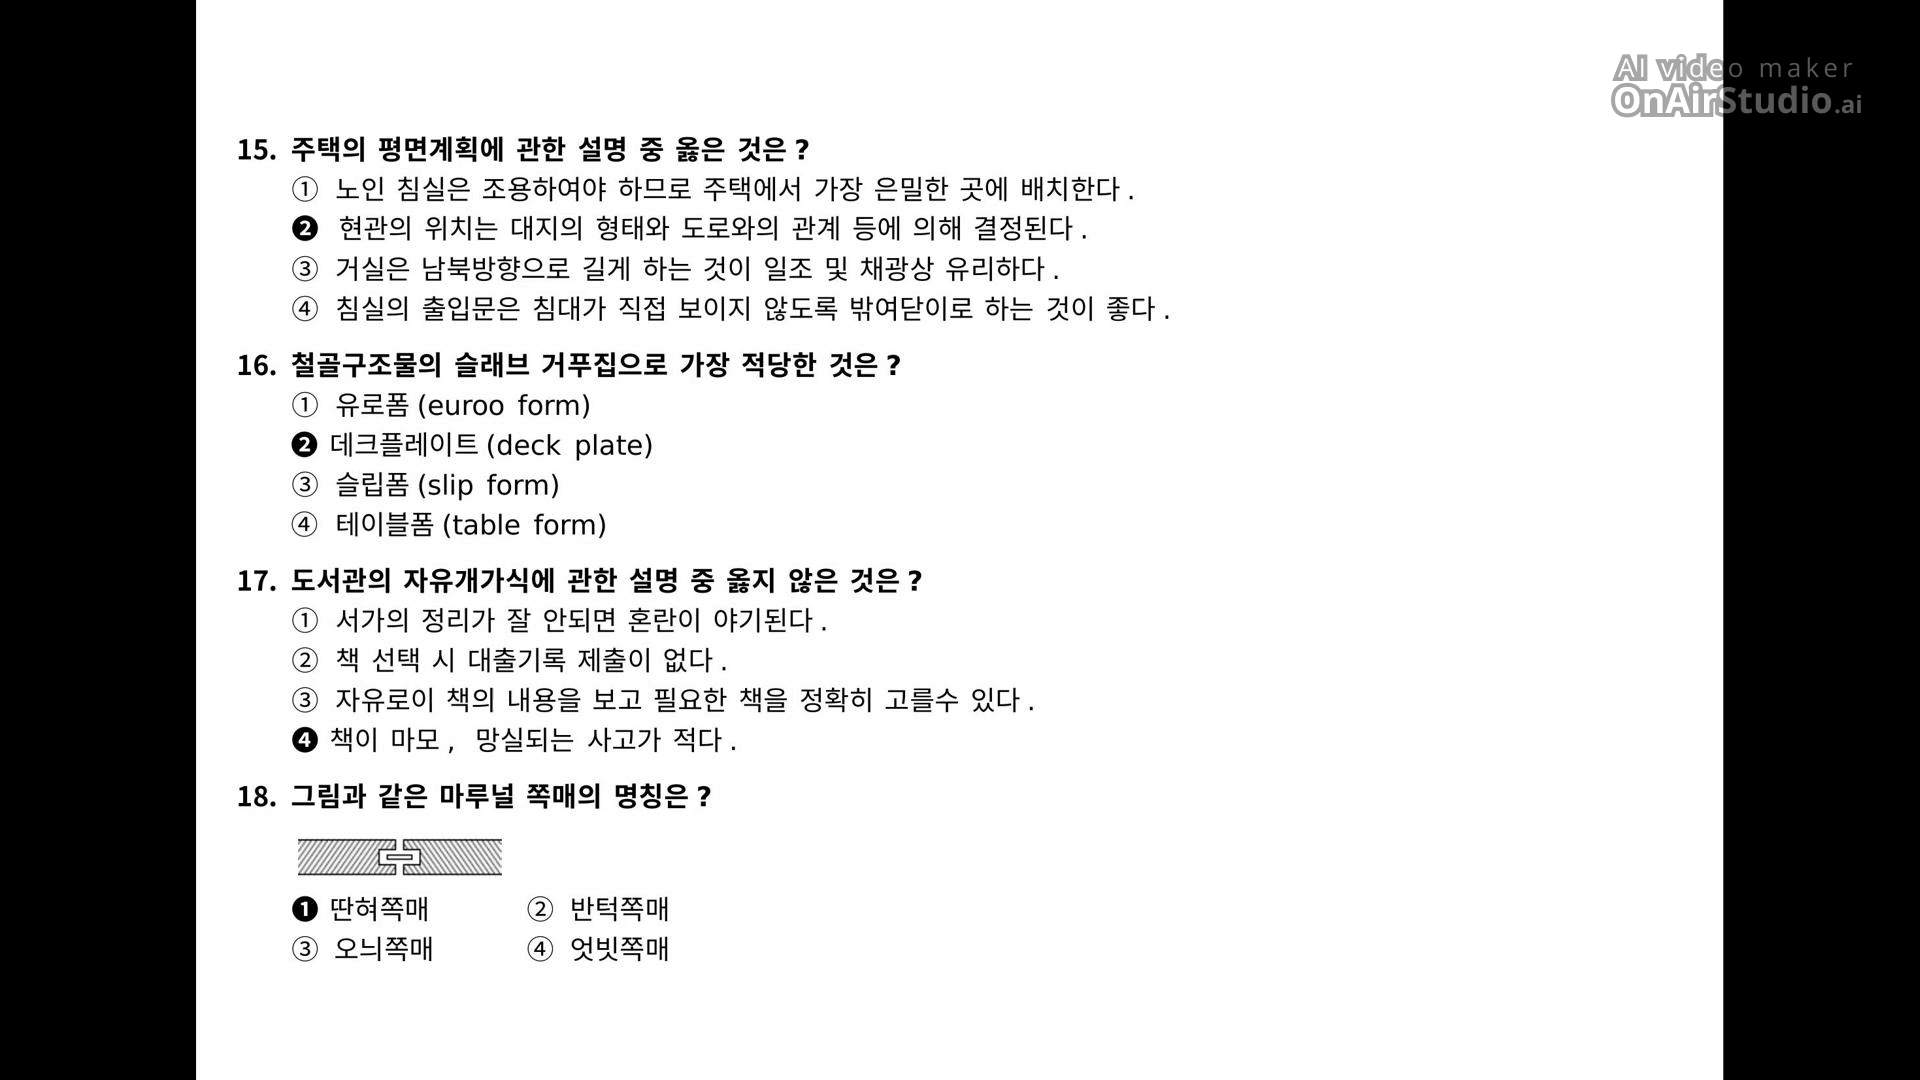 AI video maker
OnAirStudio.ai
15. 주택의 평면계획에 관한 설명 중 옳은 것은?
① 노인 침실은 조용하여야 하므로 주택에서 가장 은밀한 곳에 배치한다.
❷ 현관의 위치는 대지의 형태와 도로와의 관계 등에 의해 결정된다.
③ 거실은 남북방향으로 길게 하는 것이 일조 및 채광상 유리하다.
④ 침실의 출입문은 침대가 직접 보이지 않도록 밖여닫이로 하는 것이 좋다.
16. 철골구조물의 슬래브 거푸집으로 가장 적당한 것은?
① 유로폼(euroo form)
❷ 데크플레이트(deck plate)
③ 슬립폼(slip form)
④ 테이블폼(table form)
17. 도서관의 자유개가식에 관한 설명 중 옳지 않은 것은?
① 서가의 정리가 잘 안되면 혼란이 야기된다.
② 책 선택 시 대출기록 제출이 없다.
③ 자유로이 책의 내용을 보고 필요한 책을 정확히 고를수 있다.
❹ 책이 마모, 망실되는 사고가 적다.
18. 그림과 같은 마루널 쪽매의 명칭은?
❶ 딴혀쪽매 ② 반턱쪽매
③ 오늬쪽매 ④ 엇빗쪽매